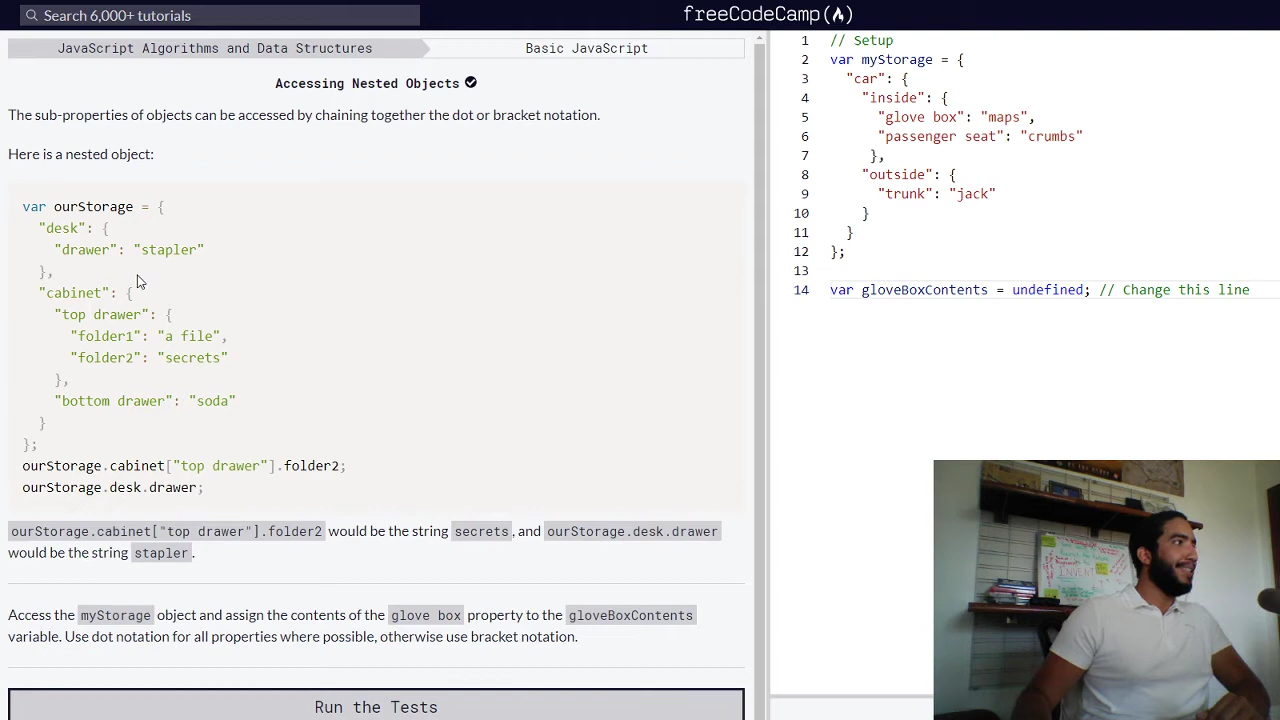 Search 6,000+ tutorials
freeCodeCamp
JavaScript Algorithms and Data Structures
Basic JavaScript
Accessing Nested Objects
The sub-properties of objects can be accessed by chaining together the dot or bracket notation.
Here is a nested object:
var ourStorage = {
"desk": {
"drawer": "stapler"
},
"cabinet": {
"top drawer": {
"folder1": "a file",
"folder2": "secrets"
},
"bottom drawer": "soda"
}
};
ourStorage.cabinet["top drawer"].folder2;
ourStorage.desk.drawer;
ourStorage.cabinet["top drawer"].folder2 would be the string secrets, and ourStorage.desk.drawer
would be the string stapler.
Access the myStorage object and assign the contents of the glove box property to the gloveBoxContents
variable. Use dot notation for all properties where possible, otherwise use bracket notation.
Run the Tests
1 // Setup
2 var myStorage = {
3 "car": {
4 "inside": {
5 "glove box": "maps",
6 "passenger seat": "crumbs"
7 },
8 "outside": {
9 "trunk": "jack"
10 }
11 }
12 };
13
14 var gloveBoxContents = undefined; // Change this line
INVENT